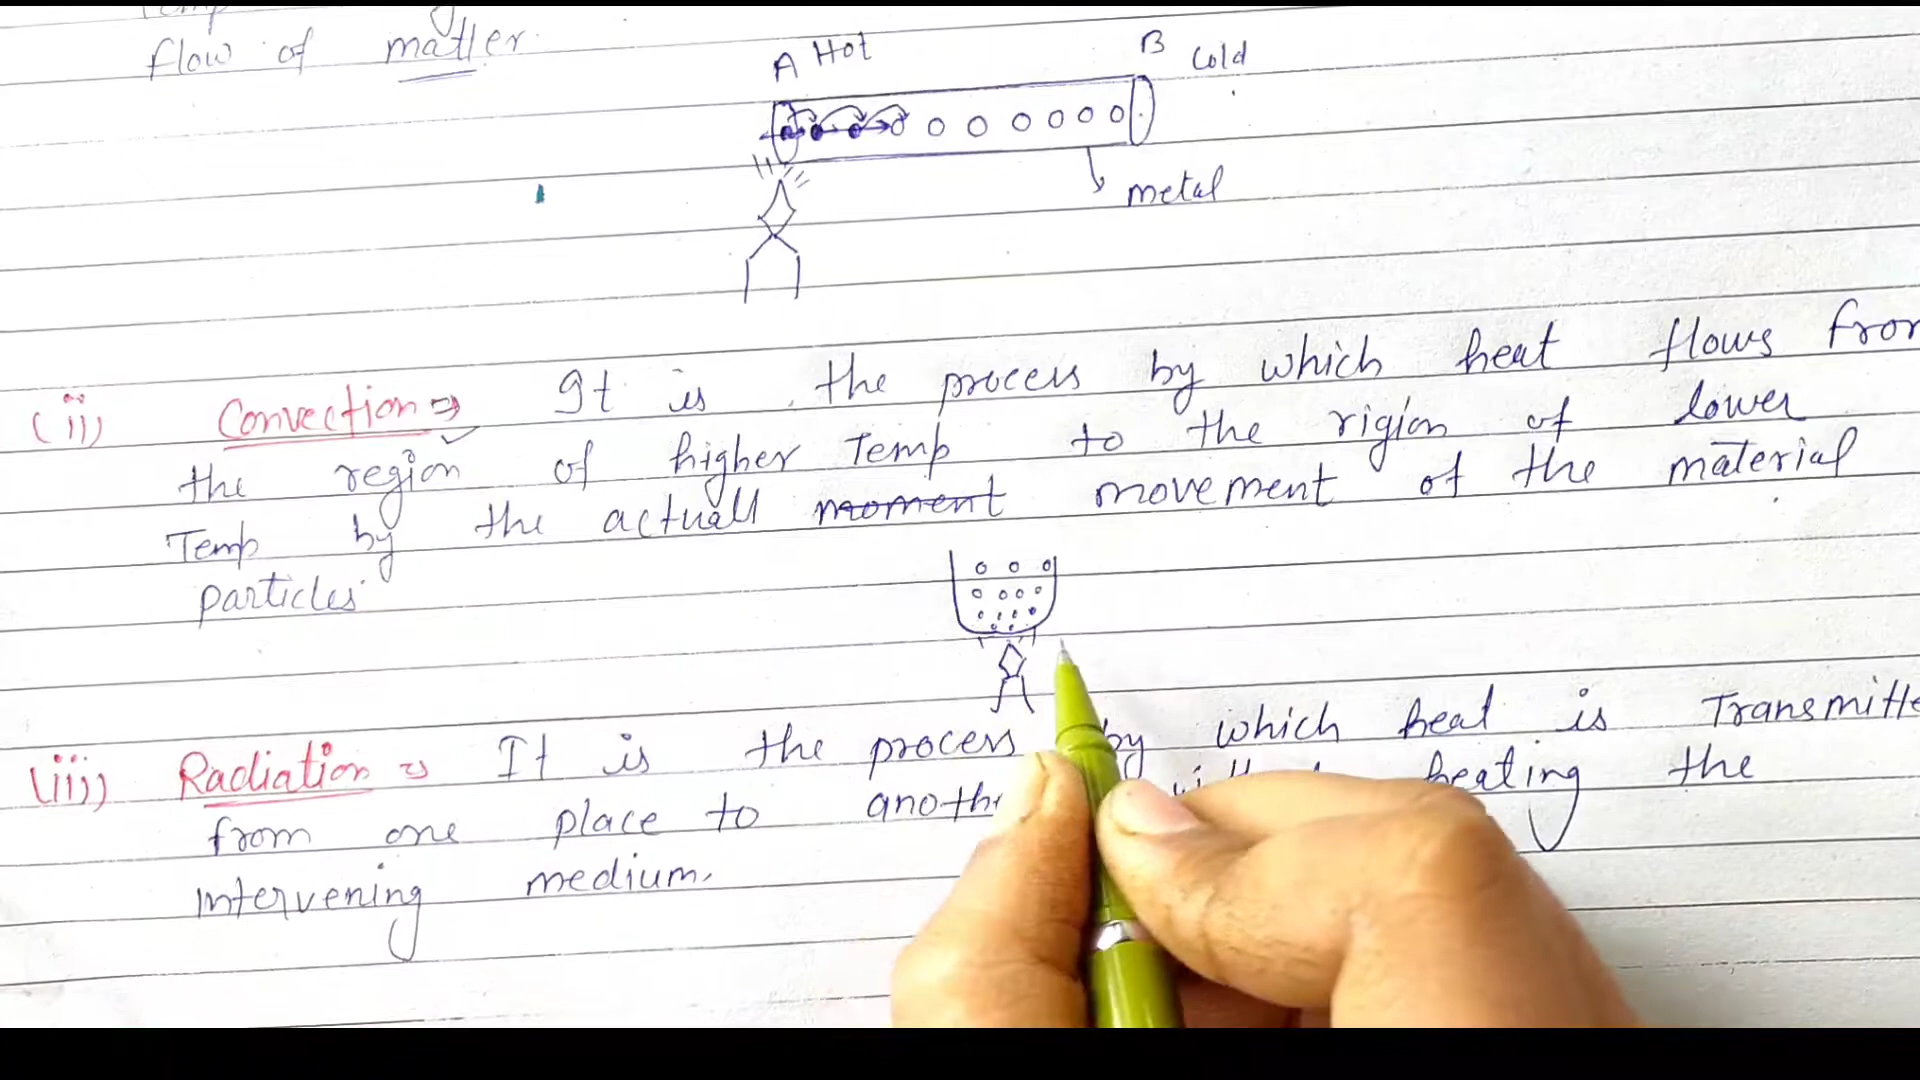 flow of matter
A Hot B Cold
metal
(ii) Convection ⇒ It is the process by which heat flows from
the region of higher Temp to the rigion of lower
Temp by the actuall moment movement of the material
particles
(iii) Radiation ⇒ It is the process by which heat is Transmitte
from one place to anoth heating the
intervening medium.